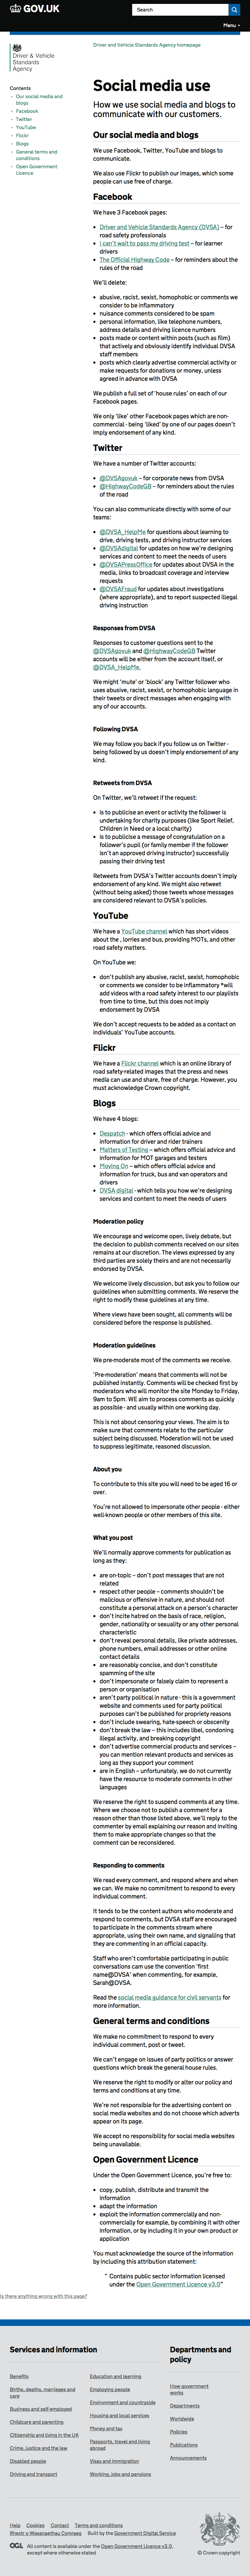 GOV.UK
Search
Menu
Driver and Vehicle Standards Agency homepage
Driver & Vehicle
Standards
Agency
Social media use
How we use social media and blogs to
communicate with our customers.
Contents
Our social media and
blogs
Facebook
Twitter
YouTube
Flickr
Blogs
General terms and
conditions
Open Government
Licence
Our social media and blogs
We use Facebook, Twitter, YouTube and blogs to
communicate.
We also use Flickr to publish our images, which some
people can use free of charge.
Facebook
We have 3 Facebook pages:
• Driver and Vehicle Standards Agency (DVSA) – for
road safety professionals
• I can't wait to pass my driving test – for learner
drivers
• The Official Highway Code – for reminders about the
rules of the road
We'll delete:
• abusive, racist, sexist, homophobic or comments we
consider to be inflammatory
• nuisance comments considered to be spam
• personal information, like telephone numbers,
address details and driving licence numbers
• posts made or content within posts (such as film)
that actively and obviously identify individual DVSA
staff members
• posts which clearly advertise commercial activity or
make requests for donations or money, unless
agreed in advance with DVSA
We publish a full set of 'house rules' on each of our
Facebook pages.
We only 'like' other Facebook pages which are non-
commercial - being 'liked' by one of our pages doesn't
imply endorsement of any kind.
Twitter
We have a number of Twitter accounts:
• @DVSAgovuk – for corporate news from DVSA
• @HighwayCodeGB – for reminders about the rules
of the road
You can also communicate directly with some of our
teams:
• @DVSA_HelpMe for questions about learning to
drive, driving tests, and driving instructor services
• @DVSAdigital for updates on how we're designing
services and content to meet the needs of users
• @DVSAPressOffice for updates about DVSA in the
media, links to podcast coverage and interview
requests
• @DVSAFraud for updates about investigations
(where appropriate), and to report suspected illegal
driving instruction
Responses from DVSA
Responses to customer questions sent to the
@DVSAgovuk and @HighwayCodeGB Twitter
accounts will be either from the account itself, or
@DVSA_HelpMe.
We might 'mute' or 'block' any Twitter follower who
uses abusive, racist, sexist, or homophobic language in
their username, or when engaging or following with
any of our accounts.
Following DVSA
We may follow you back if you follow us on Twitter -
being followed by us doesn't imply endorsement of any
kind.
Retweets from DVSA
On Twitter, we'll retweet if the request:
• is to publicise an event or activity the follower is
doing for charity purposes (like Sport Relief,
Children in Need or a local charity)
• is to publicise a message of congratulation on a
follower's pupil (or family member if the follower
isn't an approved driving instructor) successfully
passing their driving test
Retweets from DVSA's Twitter accounts doesn't imply
endorsement of any kind. We might also retweet
(without being asked) those tweets whose messages
are considered relevant to DVSA's policies.
YouTube
We have a YouTube channel which has short videos
about the , lorries and bus, providing MOTs, and other
road safety matters.
On YouTube we:
• don't publish any abusive, racist, sexist, homophobic
or comments we consider to be inflammatory *will
add videos with a road safety interest to our playlists
from time to time, but this does not imply
endorsement by DVSA
We don't accept requests to be added as a contact on
individuals' YouTube accounts.
Flickr
We have a Flickr channel which is an online library of
road safety-related images that the press and news
media can use and share, free of charge. However, you
must acknowledge Crown copyright.
Blogs
We have 4 blogs:
• Despatch - which offers official advice and
information for driver and rider trainers
• Matters of Testing – which offers official advice and
information for MOT garages and testers
• Moving On – which offers official advice and
information for truck, bus and van operators and
drivers
• DVSA digital - which tells you how we're designing
services and content to meet the needs of users
Moderation policy
We encourage and welcome open, lively debate, but
the decision to publish comments and receive tweets
remains at our discretion. The views expressed by third
parties are solely theirs and are not necessarily
endorsed by DVSA.
We welcome lively discussion, but ask you to follow our
guidelines when submitting comments. We reserve the
right to modify these guidelines at any time.
Where views have been sought, all comments will be
considered before the response is published.
Moderation guidelines
We pre-moderate most of the comments we receive.
'Pre-moderation' means that comments will not be
published instantly. Comments will be checked first by
moderators who will monitor the site Monday to Friday,
9am to 5pm. WE aim to process comments as quickly
as possible - and usually within one working day.
This is not about censoring your views. The aim is to
make sure that comments made relate to the particular
subject being discussed. Moderation will not be used
to suppress legitimate, reasoned discussion.
About you
To contribute to this site you will need to be aged 16 or
over.
You're not allowed to impersonate other people - either
well-known people or other members of this site.
What you post
We'll normally approve comments for publication as
long as they:
• are on-topic – don't post messages that are not
related
• respect other people – comments shouldn't be
malicious or offensive in nature, and should not
constitute a personal attack on a person's character
• don't incite hatred on the basis of race, religion,
gender, nationality or sexuality or any other personal
characteristic
• don't reveal personal details, like private addresses,
phone numbers, email addresses or other online
contact details
• are reasonably concise, and don't constitute
spamming of the site
• don't impersonate or falsely claim to represent a
person or organisation
• aren't party political in nature - this is a government
website and comments used for party political
purposes can't be published for propriety reasons
• don't include swearing, hate-speech or obscenity
• don't break the law – this includes libel, condoning
illegal activity, and breaking copyright
• don't advertise commercial products and services –
you can mention relevant products and services as
long as they support your comment
• are in English – unfortunately, we do not currently
have the resource to moderate comments in other
languages
We reserve the right to suspend comments at any time.
Where we choose not to publish a comment for a
reason other than those listed above, we'll reply to the
commenter by email to explain the reason for our
decision. We will not enter into discussion about that
decision.
Responding to comments
We read every comment, and respond where and when
we can. We make no commitment to respond to every
individual comment.
It tends to be the content authors who moderate and
respond to comments, but DVSA staff are encouraged
to participate in relevant discussions in an official
capacity where appropriate.
Staff who aren't comfortable participating in public
conversations can use the convention 'first
name@DVSA' when commenting, for example,
Sarah@DVSA.
Read the social media guidance for civil servants for
more information.
General terms and conditions
We make no commitment to respond to every
individual comment, post or tweet.
We can't engage on issues of party politics or answer
questions which break the general house rules.
We reserve the right to modify or alter our policy and
terms and conditions at any time.
We're not responsible for the advertising content on
our social media websites and do not choose what will
appear on its page.
We accept no responsibility for social media websites
being unavailable.
Open Government Licence
Under the Open Government Licence, you're free to:
• copy, publish, distribute and transmit the
information
• adapt the information
• exploit the information commercially and non-
commercially for example, by combining it with
other information, or by including it in your own
product or application
You must acknowledge the source of the information
by including this attribution statement:
“ Contains public sector information licensed
under the Open Government Licence v3.0”
Is there anything wrong with this page?
Services and information
Benefits
Births, deaths, marriages and
care
Business and self-employed
Childcare and parenting
Citizenship and living in the UK
Crime, justice and the law
Disabled people
Driving and transport
Education and learning
Employing people
Environment and countryside
Housing and local services
Money and tax
Passports, travel and living
abroad
Visas and immigration
Working, jobs and pensions
Departments and
policy
How government
works
Departments
Worldwide
Policies
Publications
Announcements
Help Cookies Contact Terms and conditions
Rhestr o Wasanaethau Cymraeg Built by the Government Digital Service
OGL All content is available under the Open Government Licence v3.0,
except where otherwise stated
© Crown copyright